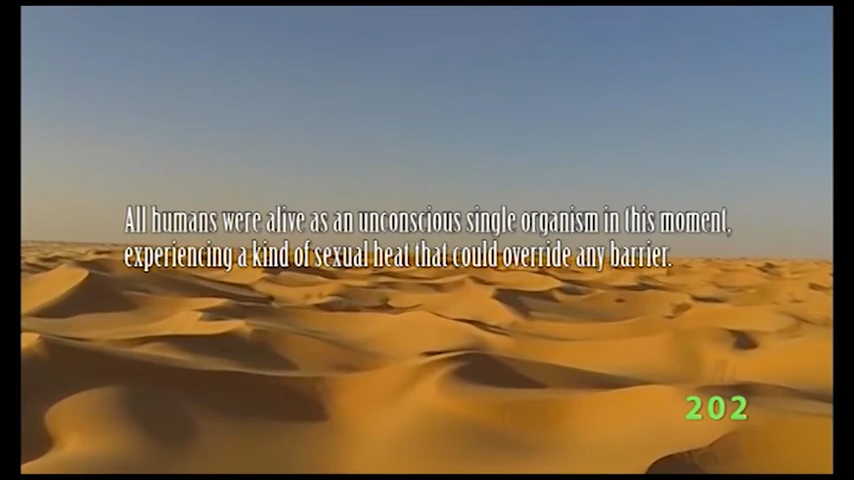 All humans were alive as an unconscious single organism in this moment,
experiencing a kind of sexual heat that could override any barrier.
202